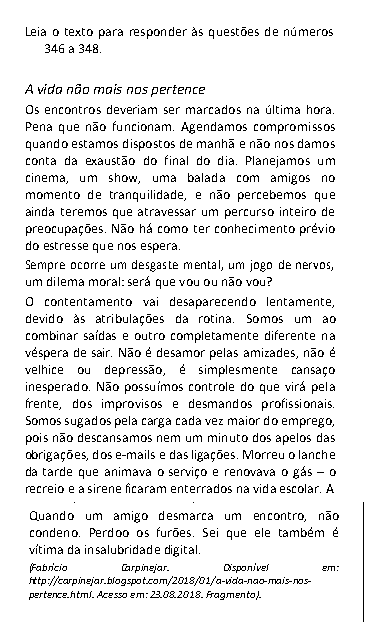 Leia o texto para responder às questões de números
346 a 348.
A vida não mais nos pertence
Os encontros deveriam ser marcados na última hora.
Pena que não funcionam. Agendamos compromissos
quando estamos dispostos de manhã e não nos damos
conta da exaustão do final do dia. Planejamos um
cinema, um show, uma balada com amigos no
momento de tranquilidade, e não percebemos que
ainda teremos que atravessar um percurso inteiro de
preocupações. Não há como ter conhecimento prévio
do estresse que nos espera.
Sempre ocorre um desgaste mental, um jogo de nervos,
um dilema moral: será que vou ou não vou?
O contentamento vai desaparecendo lentamente,
devido às atribulações da rotina. Somos um ao
combinar saídas e outro completamente diferente na
véspera de sair. Não é desamor pelas amizades, não é
velhice ou depressão, é simplesmente cansaço
inesperado. Não possuímos controle do que virá pela
frente, dos improvisos e desmandos profissionais.
Somos sugados pela carga cada vez maior do emprego,
pois não descansamos nem um minuto dos apelos das
obrigações, dos e-mails e das ligações. Morreu o lanche
da tarde que animava o serviço e renovava o gás – o
recreio e a sirene ficaram enterrados na vida escolar. A
Quando um amigo desmarca um encontro, não
condeno. Perdoo os furões. Sei que ele também é
vítima da insalubridade digital.
(Fabrício Carpinejar. Disponível em:
http://carpinejar.blogspot.com/2018/01/a-vida-nao-mais-nos-
pertence.html. Acesso em: 23.08.2018. Fragmento).